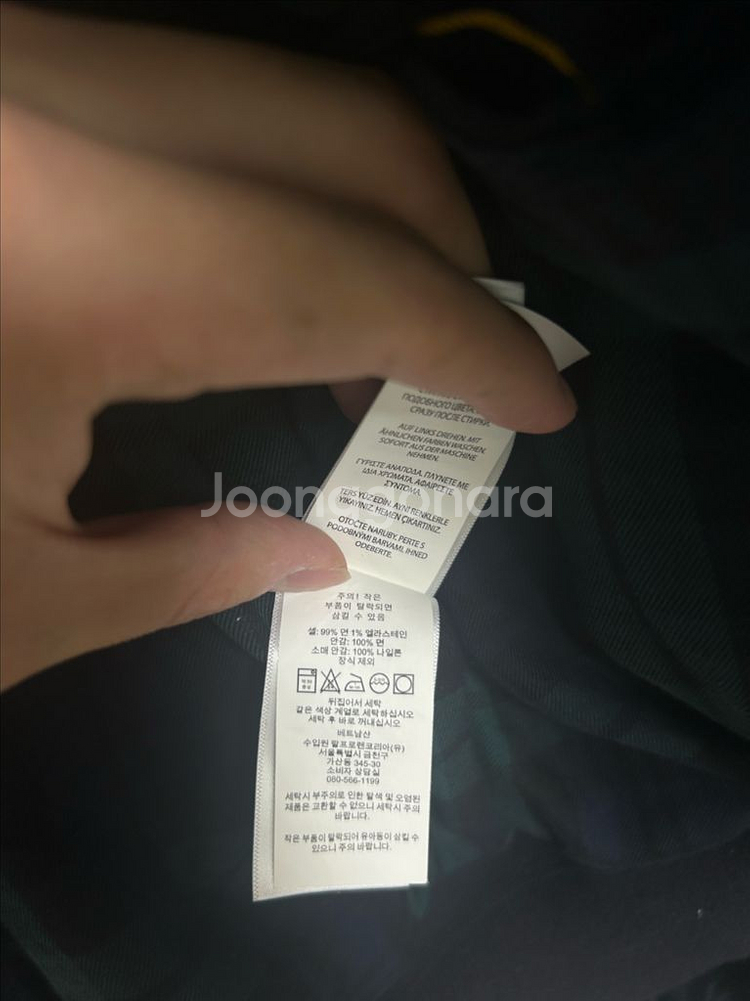 ПОДОБНОГО ЦВЕТА.
СРАЗУ ПОСЛЕ СТИРКИ.
AUF LINKS DREHEN. MIT
ÄHNLICHEN FARBEN WASCHEN.
SOFORT AUS DER MASCHINE
NEHMEN.
ΓΥΡΙΣΤΕ ΑΝΑΠΟΔΑ. ΠΛΥΝΕΤΕ ΜΕ
ΙΔΙΑ ΧΡΩΜΑΤΑ. ΑΦΑΙΡΕΣΤΕ
ΣΥΝΤΟΜΑ.
Joonggonara
TERS YÜZ EDİN. AYNI RENKLERLE
YIKAYINIZ. HEMEN ÇIKARTINIZ.
OTOČTE NARUBY, PERTE S
PODOBNÝMI BARVAMI, IHNED
ODEBERTE.
주의! 작은
부품이 탈락되면
삼킬 수 있음
셸: 99% 면 1% 엘라스테인
안감: 100% 면
소매 안감: 100% 나일론
장식 제외
뒤집어서 세탁
같은 색상 계열로 세탁하십시오
세탁 후 바로 꺼내십시오
베트남산
수입원 랄프로렌코리아(유)
서울특별시 금천구
가산동 345-30
소비자 상담실
080-566-1199
세탁시 부주의로 인한 탈색 및 오염된
제품은 교환할 수 없으니 세탁시 주의
바랍니다.
작은 부품이 탈락되어 유아동이 삼킬 수
있으니 주의 바랍니다.